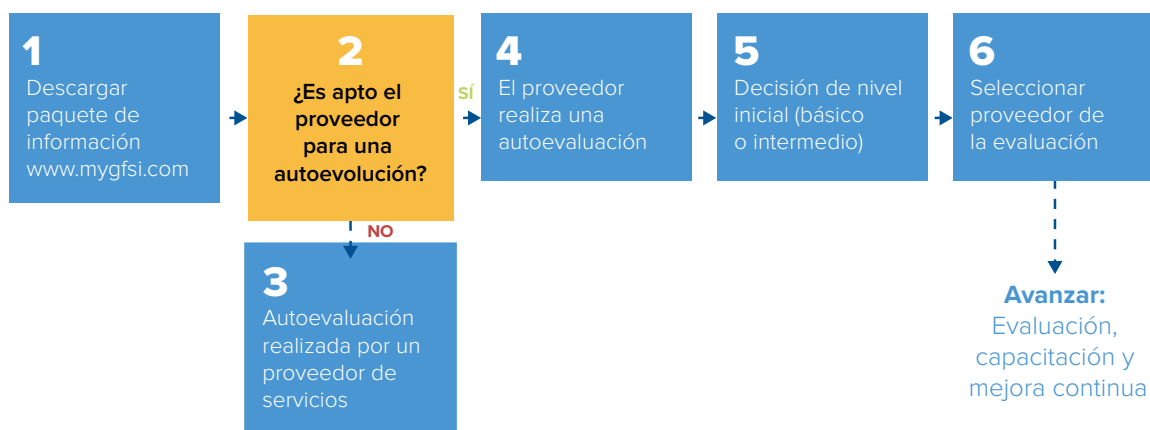 1
Descargar
paquete de
información
www.mygfsi.com
2
¿Es apto el
proveedor
para una
autoevolución?
SÍ
NO
3
Autoevaluación
realizada por un
proveedor de
servicios
4
El proveedor
realiza una
autoevaluación
5
Decisión de nivel
inicial (básico
o intermedio)
6
Seleccionar
proveedor de
la evaluación
Avanzar:
Evaluación,
capacitación y
mejora continua